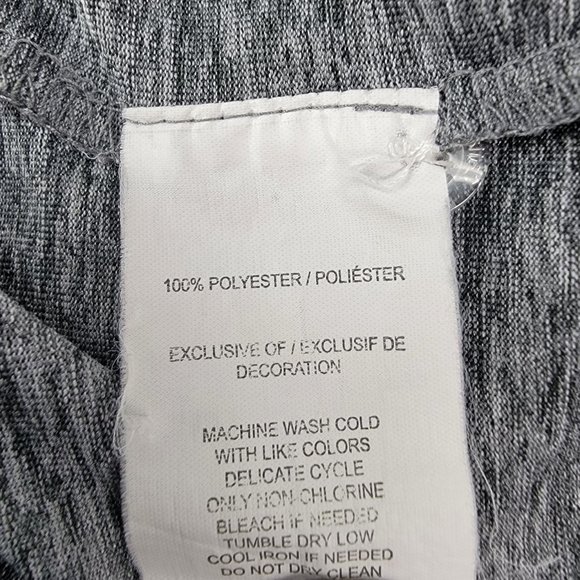 100% POLYESTER / POLIÉSTER
EXCLUSIVE OF / EXCLUSIF DE
DECORATION
MACHINE WASH COLD
WITH LIKE COLORS
DELICATE CYCLE
ONLY NON-CHLORINE
BLEACH IF NEEDED
TUMBLE DRY LOW
COOL IRON IF NEEDED
DO NOT DRY CLEAN